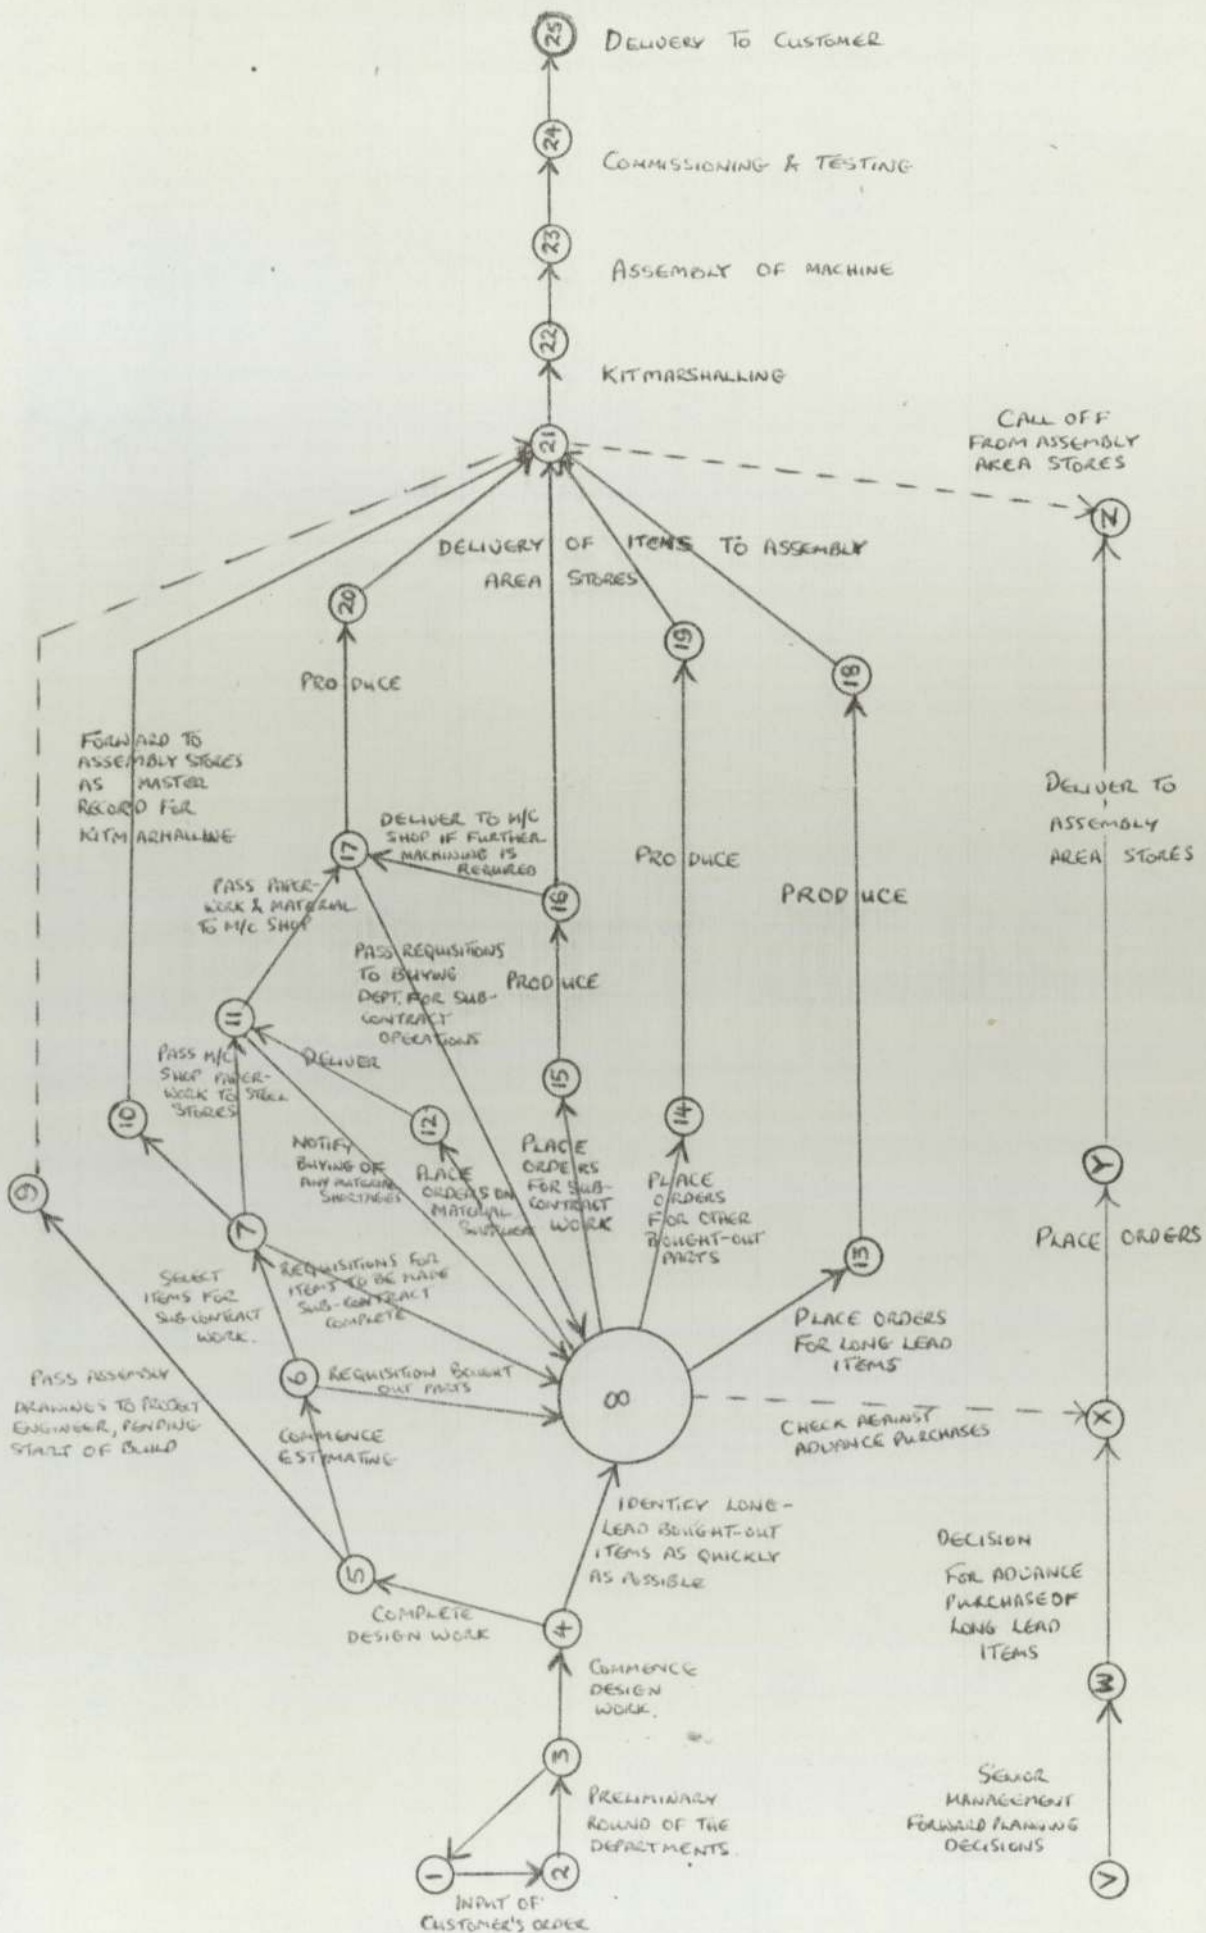 25 DELIVERY TO CUSTOMER
24
COMMISSIONING & TESTING
23
ASSEMBLY OF MACHINE
22
KITMARSHALLING
21
CALL OFF
FROM ASSEMBLY
AREA STORES
Z
DELIVERY OF ITEMS TO ASSEMBLY
AREA STORES
20
19
18
PRODUCE
FORWARD TO
ASSEMBLY STORES
AS MASTER
RECORD FOR
KITMARHALLING
DELIVER TO
ASSEMBLY
AREA STORES
17
DELIVER TO M/C
SHOP IF FURTHER
MACHINING IS
REQUIRED
PRODUCE
PRODUCE
16
PASS PAPER-
WORK & MATERIAL
TO M/C SHOP
PASS REQUISITIONS
TO BUYING
DEPT. FOR SUB-
CONTRACT
OPERATIONS
PRODUCE
11
PASS M/C
SHOP PAPER-
WORK TO STEEL
STORES
DELIVER
15
14
12
10
9
Y
NOTIFY
BUYING OF
ANY MATERIAL
SHORTAGES
PLACE
ORDERS ON
MATERIAL
SUPPLIER
PLACE
ORDERS
FOR SUB-
CONTRACT
WORK
PLACE
ORDERS
FOR OTHER
BOUGHT-OUT
PARTS
PLACE ORDERS
7
13
SELECT
ITEMS FOR
SUB-CONTRACT
WORK.
REQUISITIONS FOR
ITEMS TO BE MADE
SUB-CONTRACT
COMPLETE
PLACE ORDERS
FOR LONG LEAD
ITEMS
PASS ASSEMBLY
DRAWINGS TO PROJECT
ENGINEER, PENDING
START OF BUILD
6
REQUISITION BOUGHT
OUT PARTS
8
CHECK AGAINST
ADVANCE PURCHASES
X
COMMENCE
ESTIMATING
IDENTIFY LONG-
LEAD BOUGHT-OUT
ITEMS AS QUICKLY
AS POSSIBLE
DECISION
FOR ADVANCE
PURCHASE OF
LONG LEAD
ITEMS
5
COMPLETE
DESIGN WORK
4
COMMENCE
DESIGN
WORK.
W
3
PRELIMINARY
ROUND OF THE
DEPARTMENTS.
SENIOR
MANAGEMENT
FORWARD PLANNING
DECISIONS
1
2
V
INPUT OF
CUSTOMER'S ORDER